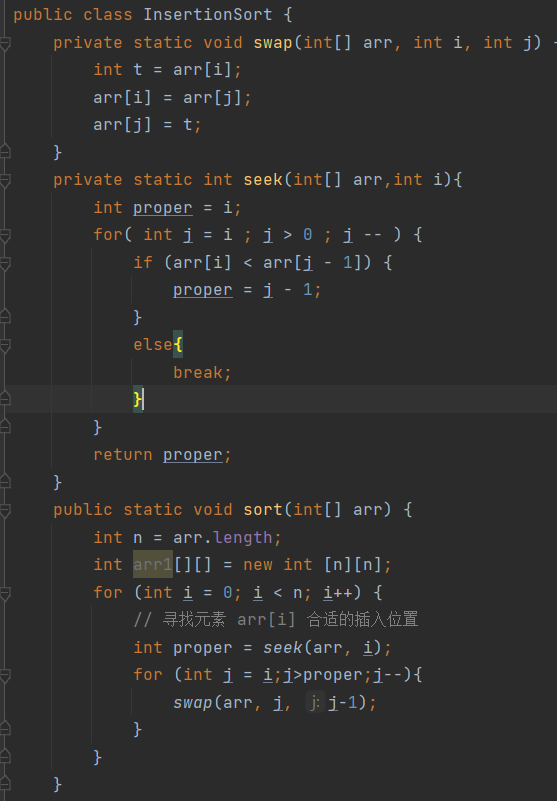 public class InsertionSort {
    private static void swap(int[] arr, int i, int j) {
        int t = arr[i];
        arr[i] = arr[j];
        arr[j] = t;
    }
    private static int seek(int[] arr,int i){
        int proper = i;
        for( int j = i ; j > 0 ; j -- ) {
            if (arr[i] < arr[j - 1]) {
                proper = j - 1;
            }
            else{
                break;
            }
        }
        return proper;
    }
    public static void sort(int[] arr) {
        int n = arr.length;
        int arr1[][] = new int [n][n];
        for (int i = 0; i < n; i++) {
            // 寻找元素 arr[i] 合适的插入位置
            int proper = seek(arr, i);
            for (int j = i;j>proper;j--){
                swap(arr, j, j: j-1);
            }
        }
    }